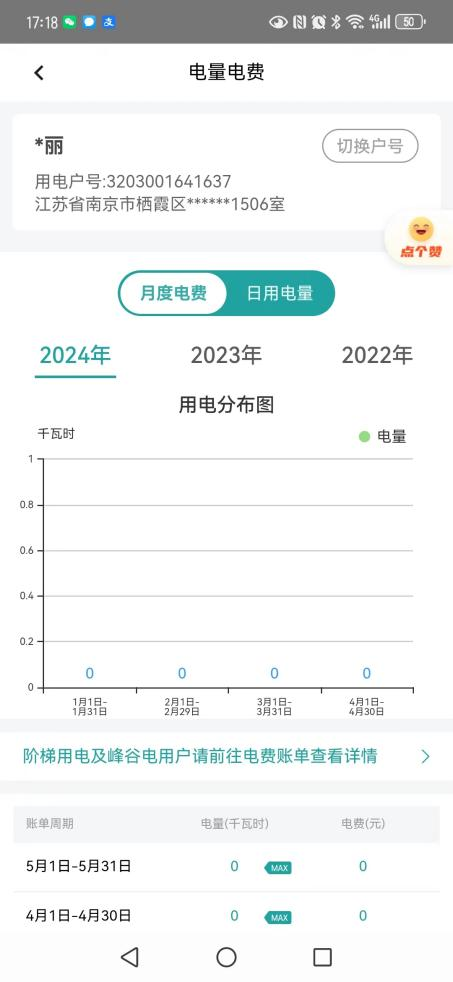 17:18
支
4G
50
电量电费
*丽
切换户号
用电户号:3203001641637
江苏省南京市栖霞区******1506室
点个赞
月度电费 日用电量
2024年 2023年 2022年
用电分布图
千瓦时
电量
1
0.8
0.6
0.4
0.2
0
0 0 0 0
1月1日- 2月1日- 3月1日- 4月1日-
1月31日 2月29日 3月31日 4月30日
阶梯用电及峰谷电用户请前往电费账单查看详情
账单周期 电量(千瓦时) 电费(元)
5月1日-5月31日 0 MAX 0
4月1日-4月30日 0 MAX 0